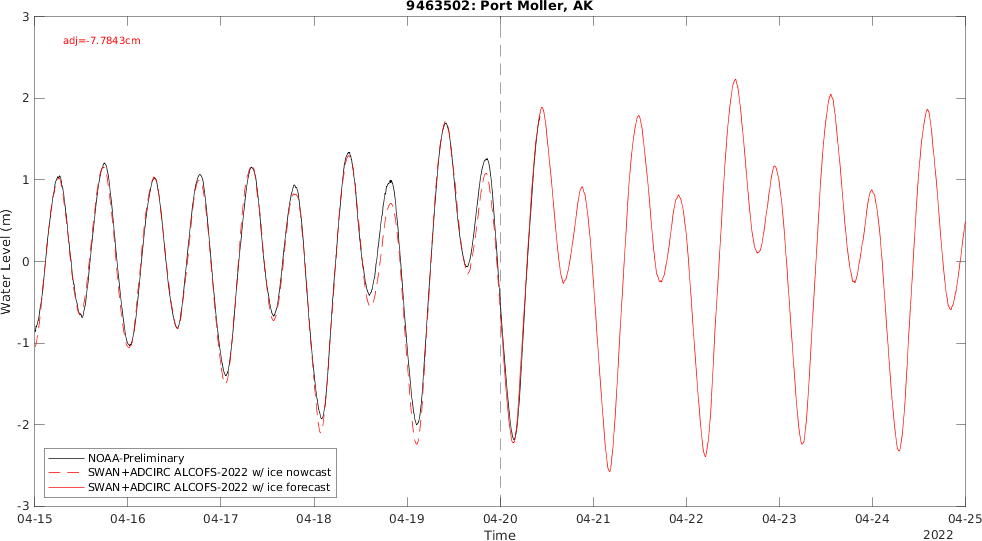 9463502: Port Moller, AK
3
adj=-7.7843cm
2
1
0
-1
-2
-3
Water Level (m)
NOAA-Preliminary
SWAN+ADCIRC ALCOFS-2022 w/ ice nowcast
SWAN+ADCIRC ALCOFS-2022 w/ ice forecast
04-15 04-16 04-17 04-18 04-19 04-20 04-21 04-22 04-23 04-24 04-25
Time
2022